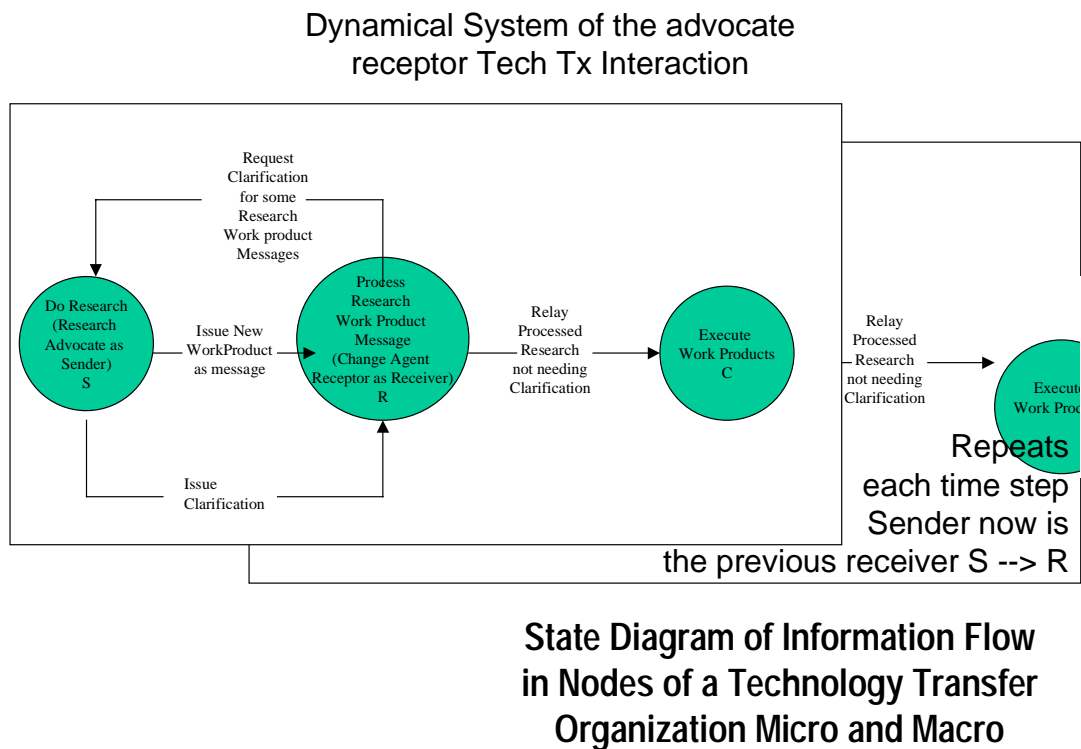 Dynamical System of the advocate
receptor Tech Tx Interaction
Request
Clarification
for some
Research
Work product
Messages
Do Research
(Research
Advocate as
Sender)
S
Issue New
WorkProduct
as message
Process
Research
Work Product
Message
(Change Agent
Receptor as Receiver)
R
Relay
Processed
Research
not needing
Clarification
Execute
Work Products
C
Relay
Processed
Research
not needing
Clarification
Execute
Work Produ
Issue
Clarification
Repeats
each time step
Sender now is
the previous receiver S --> R
State Diagram of Information Flow
in Nodes of a Technology Transfer
Organization Micro and Macro